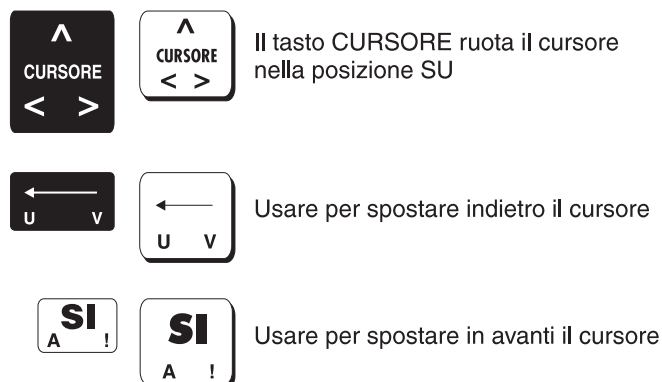 ^
CURSORE
< >
^
CURSORE
< >
Il tasto CURSORE ruota il cursore
nella posizione SU
←
U V
←
U V
Usare per spostare indietro il cursore
SI
A !
SI
A !
Usare per spostare in avanti il cursore